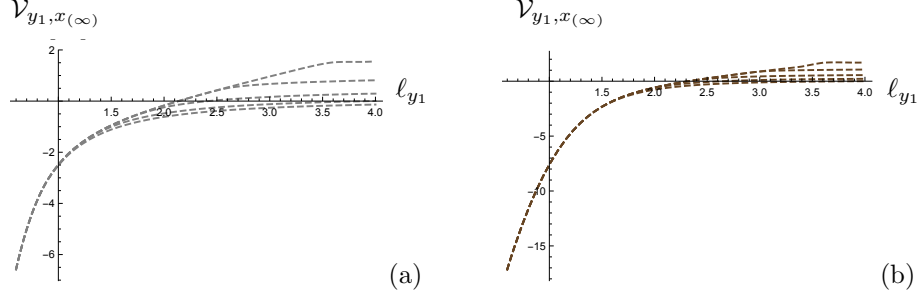 𝒱_{y_1,x_{(∞)}}
2
1.5 2.0 2.5 3.0 3.5 4.0
ℓ_{y_1}
-2
-4
-6
(a)
𝒱_{y_1,x_{(∞)}}
1.5 2.0 2.5 3.0 3.5 4.0
ℓ_{y_1}
-5
-10
-15
(b)